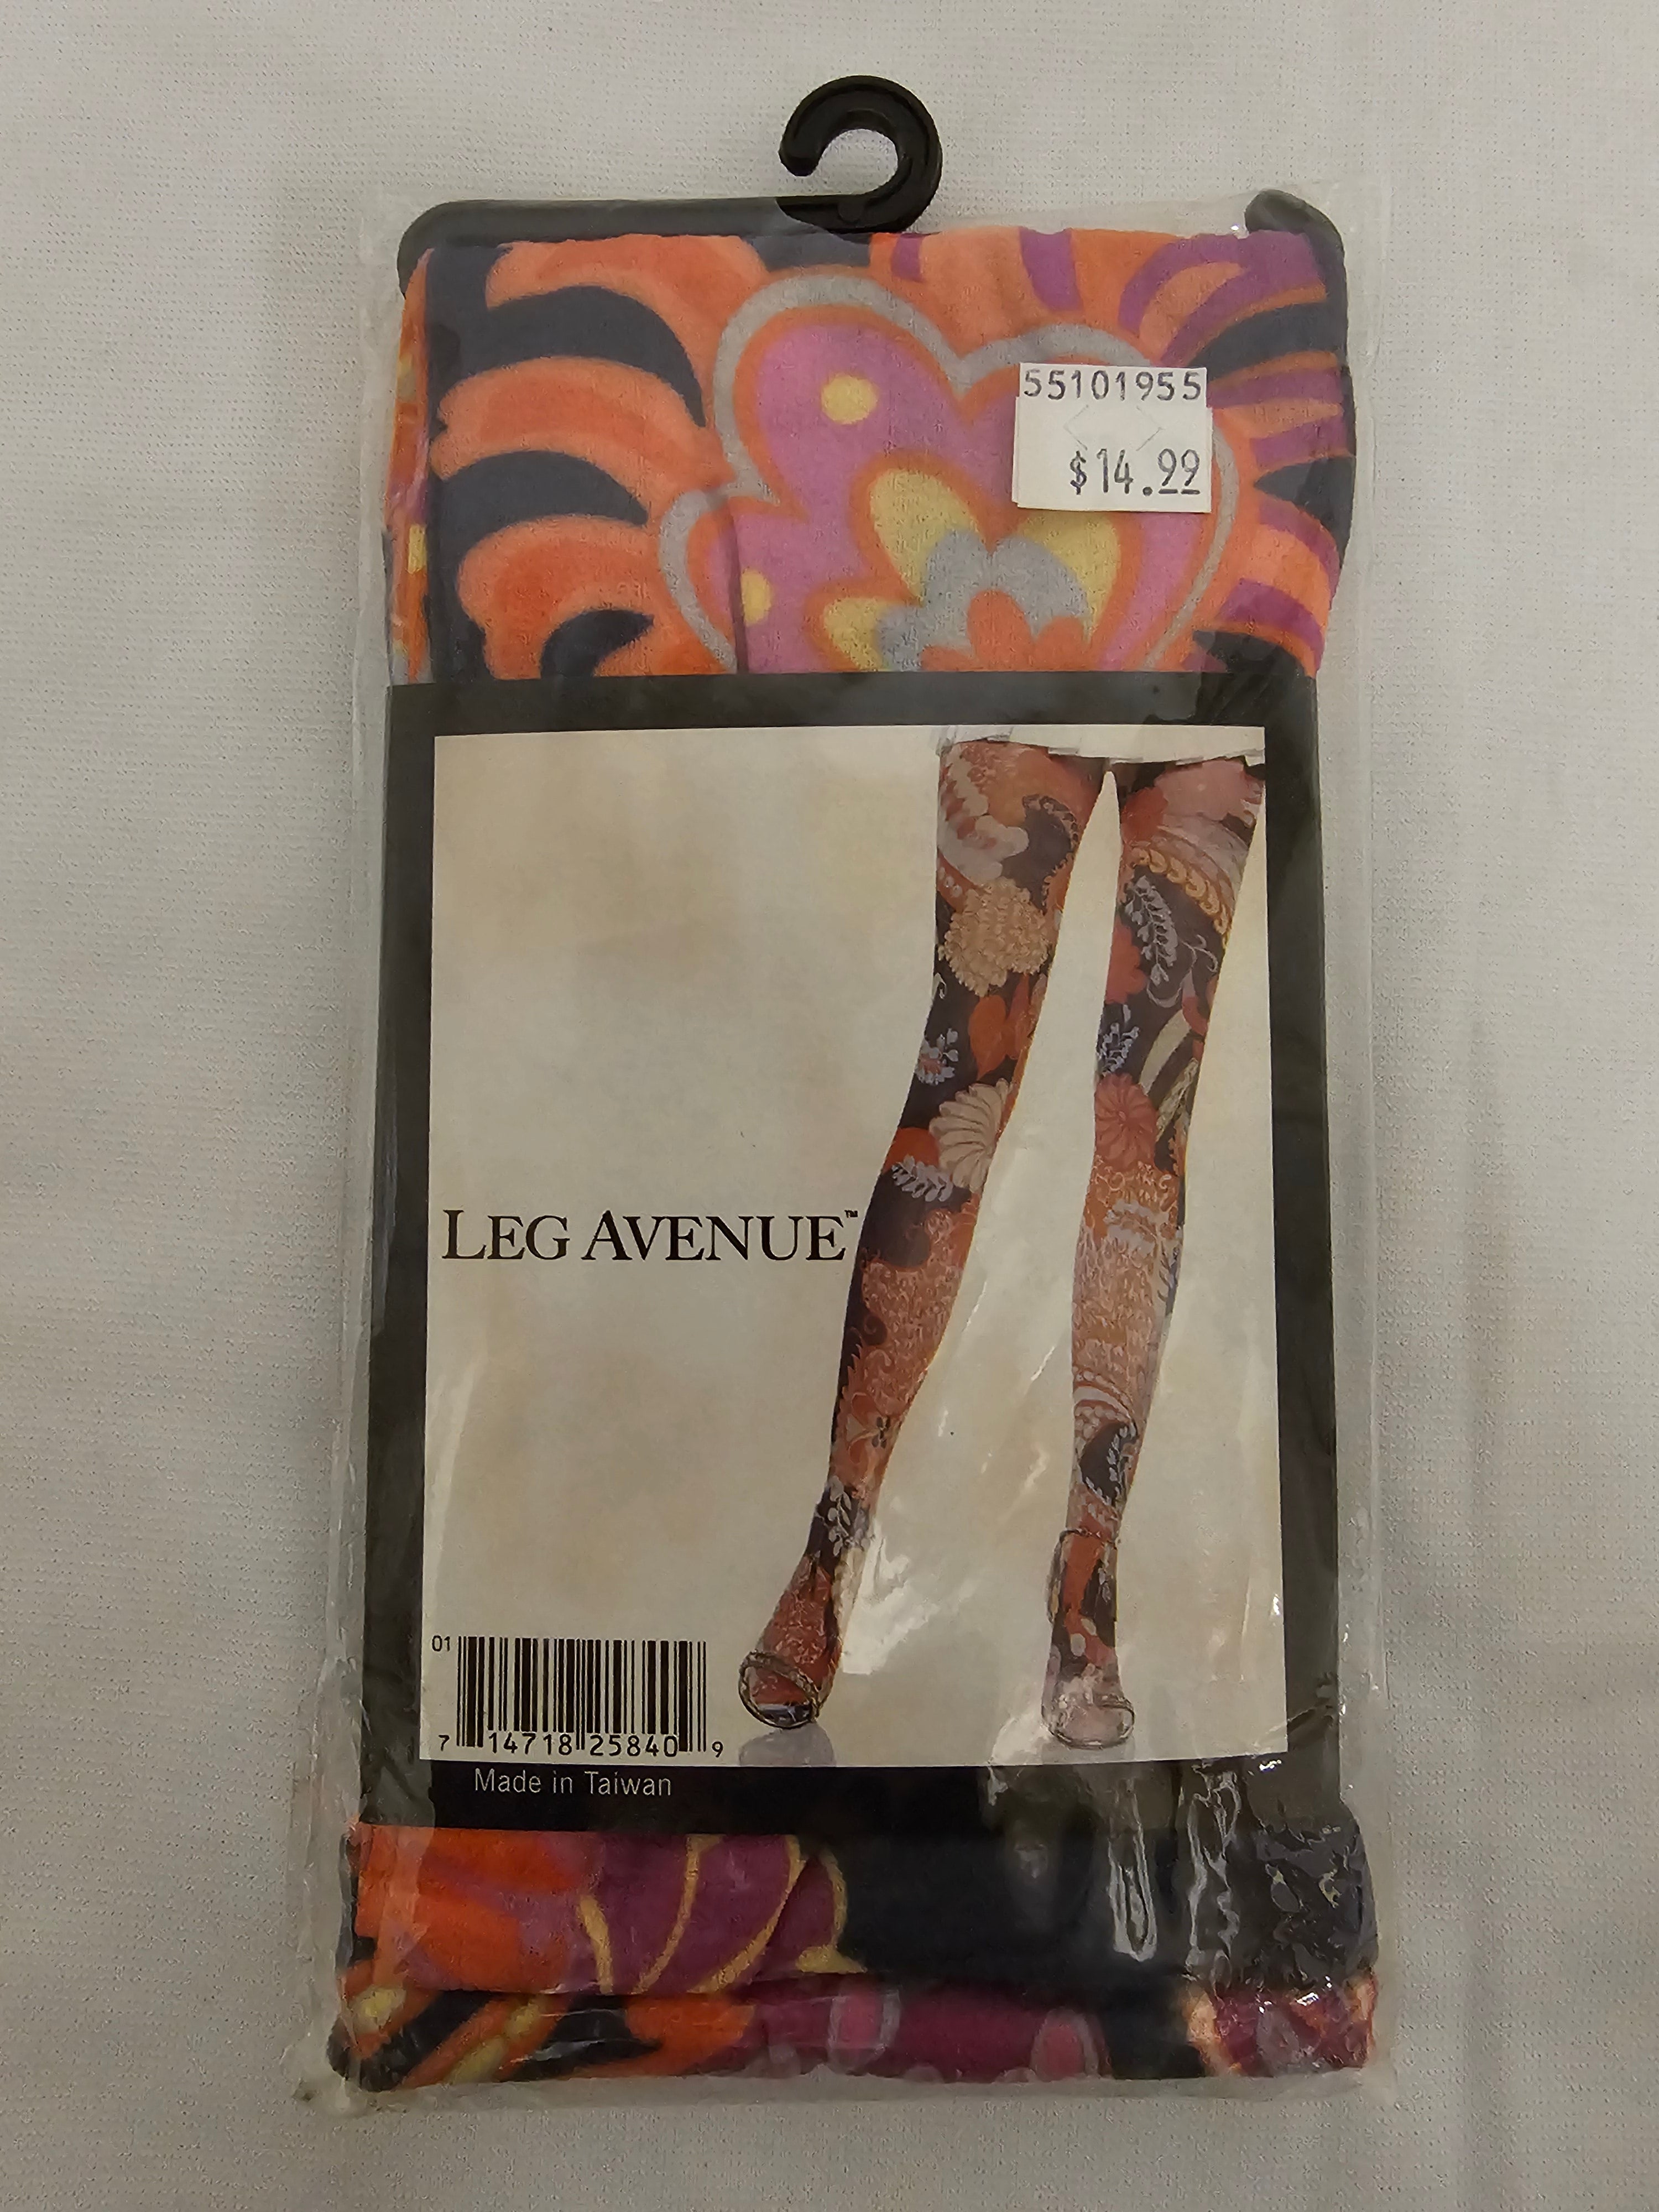 55101955
$14.99
LEG AVENUE™
01
7 14718 25840 9
Made in Taiwan